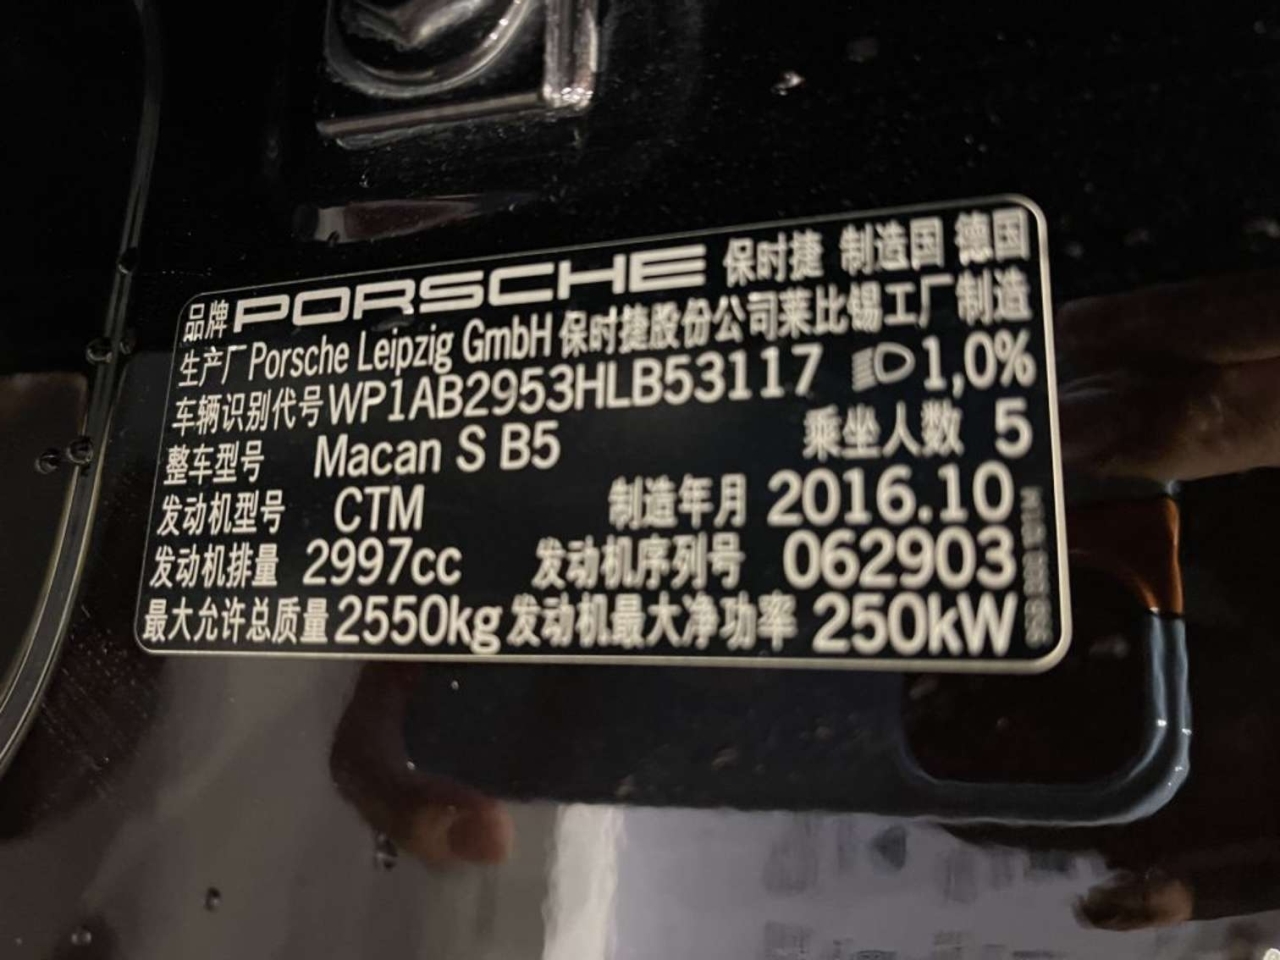 品牌 PORSCHE 保时捷 制造国 德国
生产厂 Porsche Leipzig GmbH 保时捷股份公司莱比锡工厂制造
车辆识别代号 WP1AB2953HLB53117 1,0%
整车型号 Macan S B5 乘坐人数 5
发动机型号 CTM 制造年月 2016.10
发动机排量 2997cc 发动机序列号 062903
最大允许总质量 2550kg 发动机最大净功率 250kW